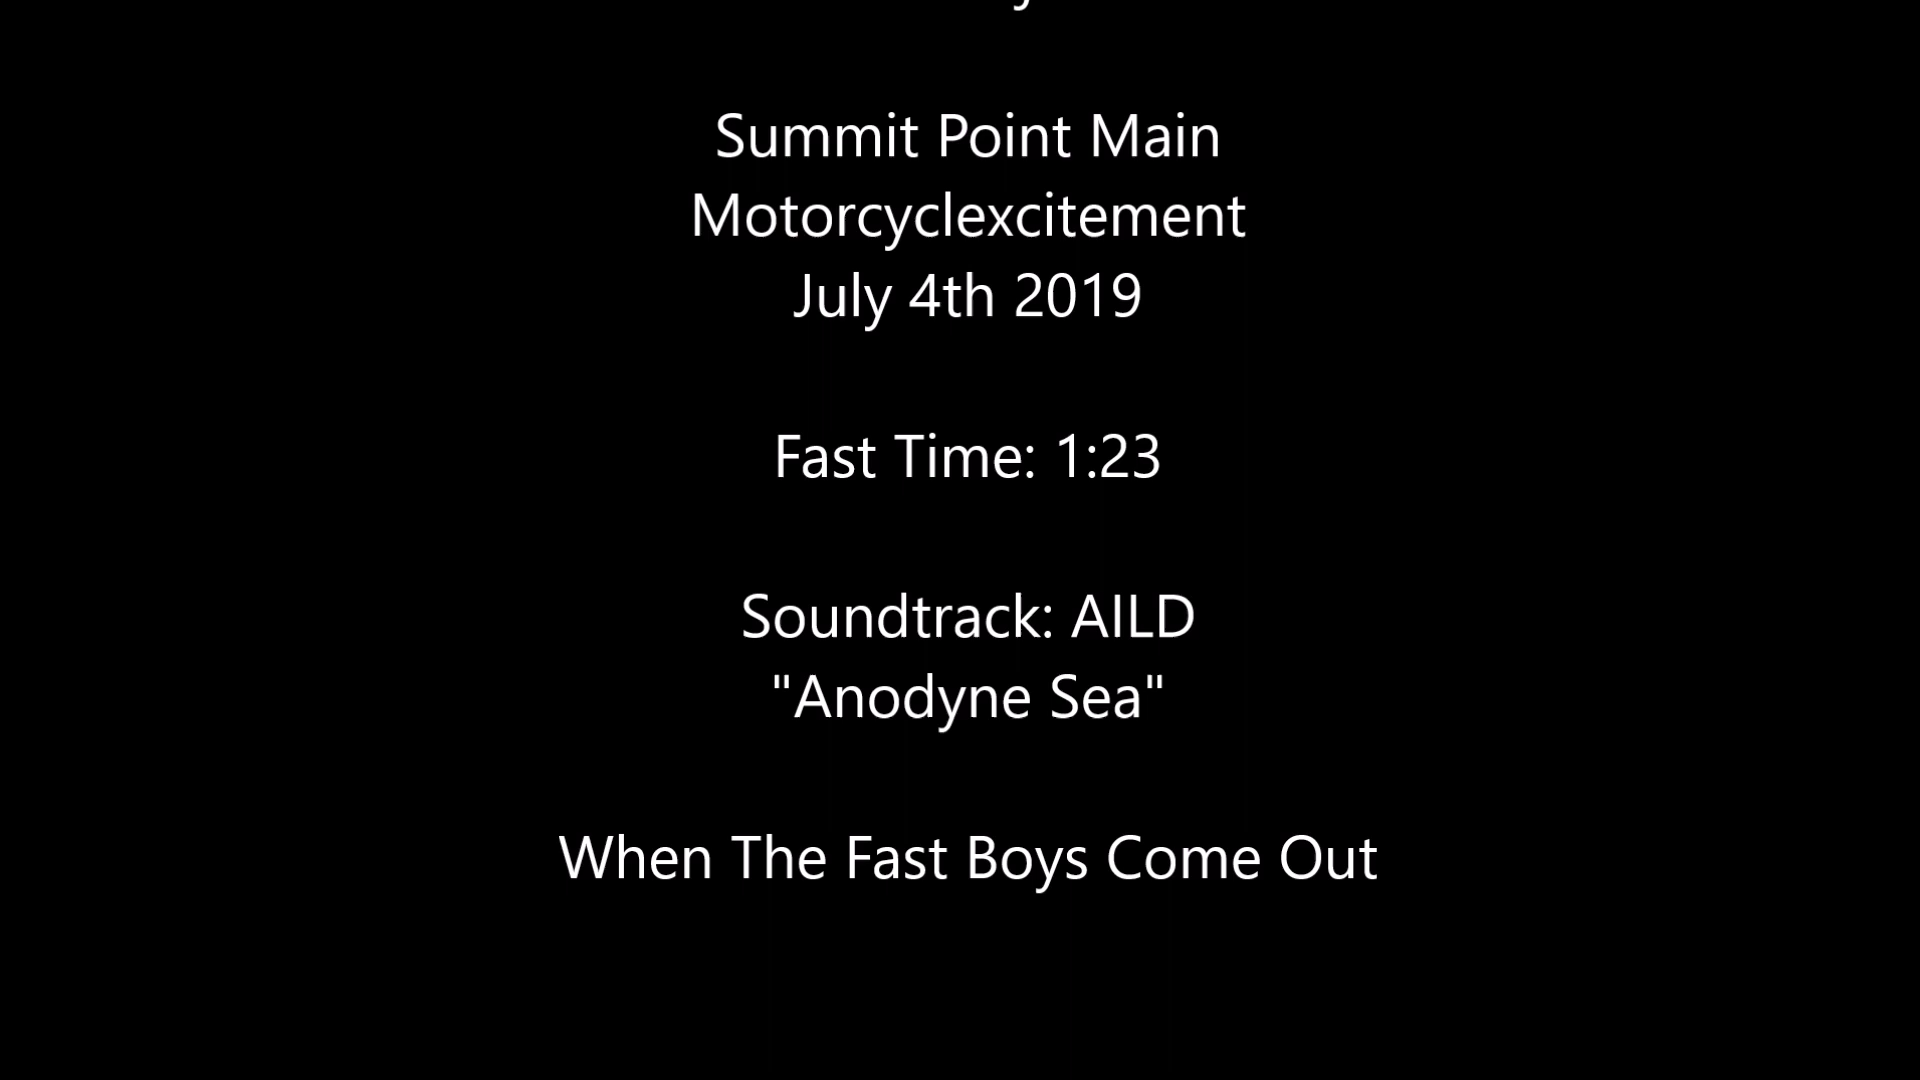 Summit Point Main
Motorcyclexcitement
July 4th 2019
Fast Time: 1:23
Soundtrack: AILD
"Anodyne Sea"
When The Fast Boys Come Out